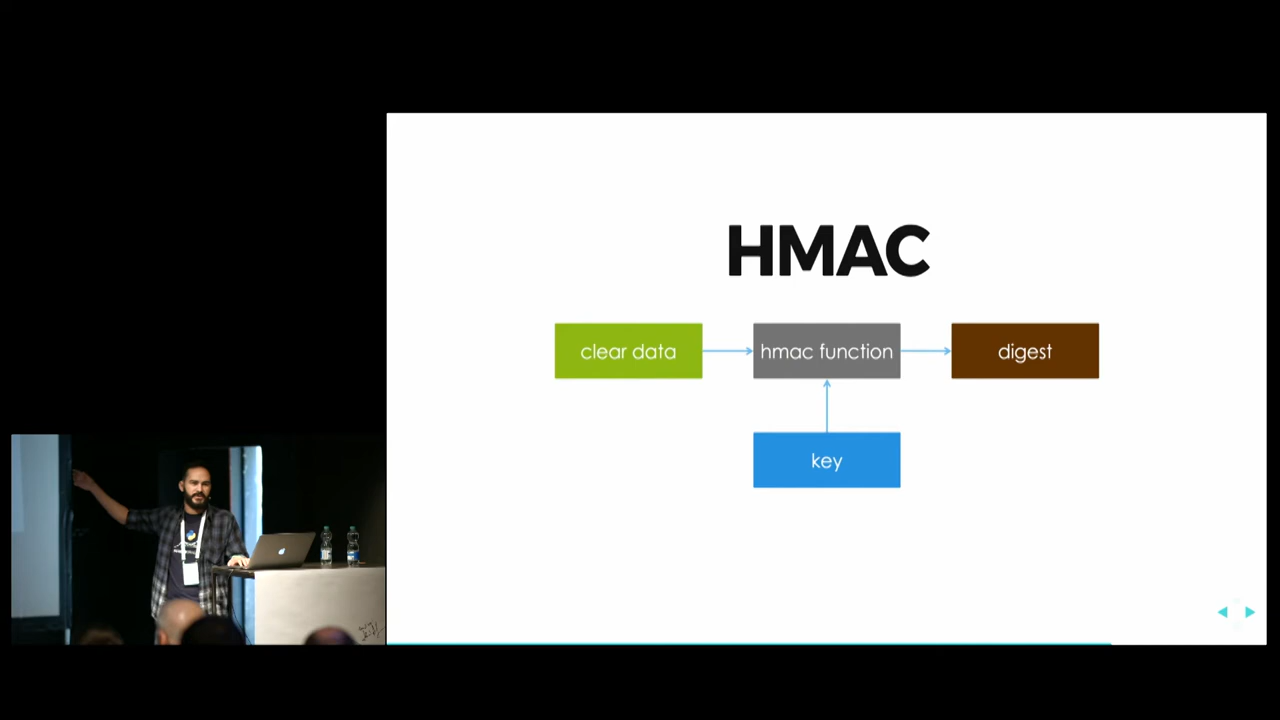 HMAC
clear data
hmac function
digest
key